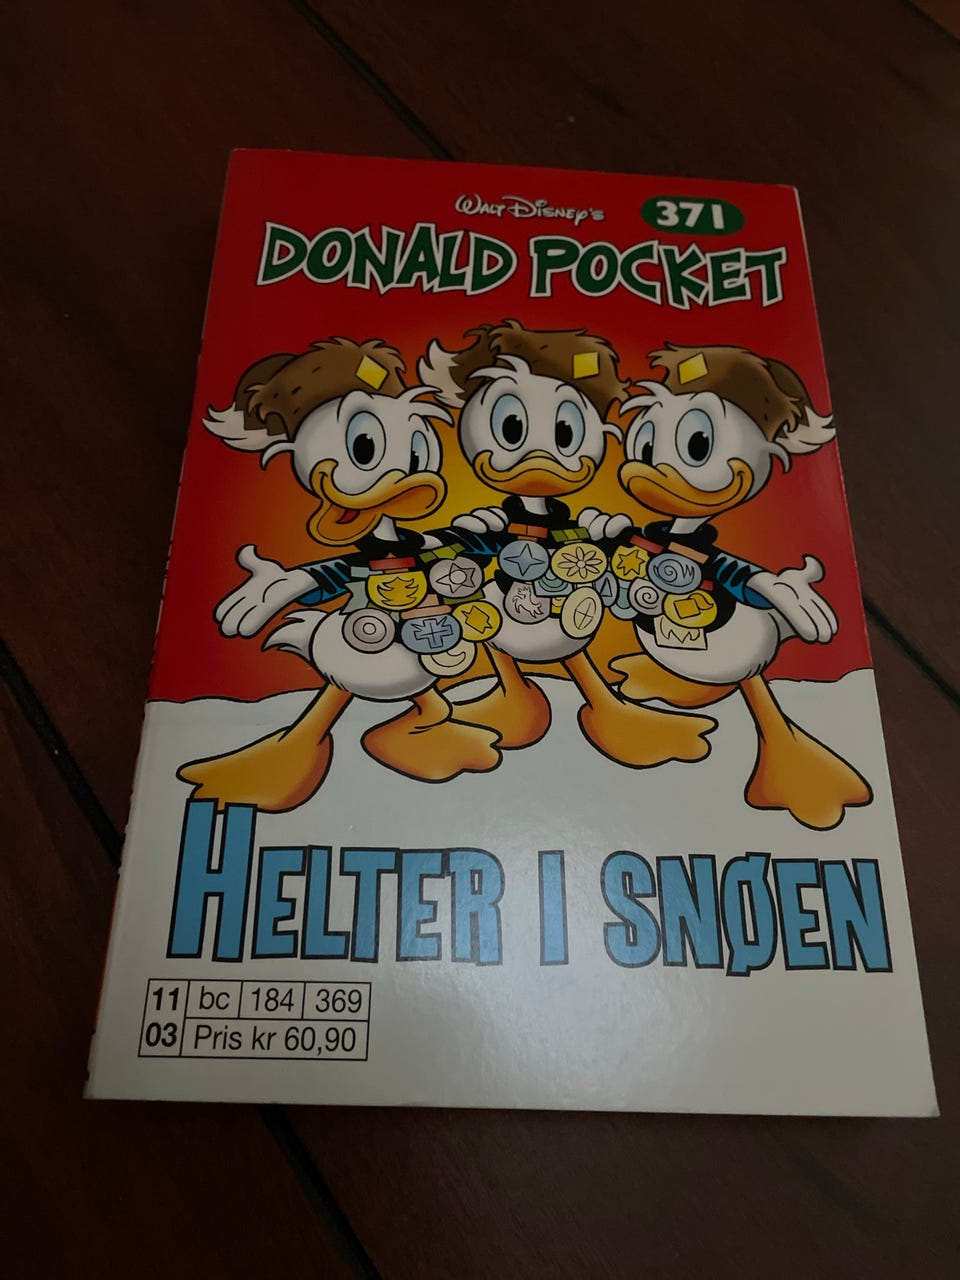 WALT DISNEY'S
371
DONALD POCKET
HELTER I SNØEN
11 bc 184 369
03 Pris kr 60,90